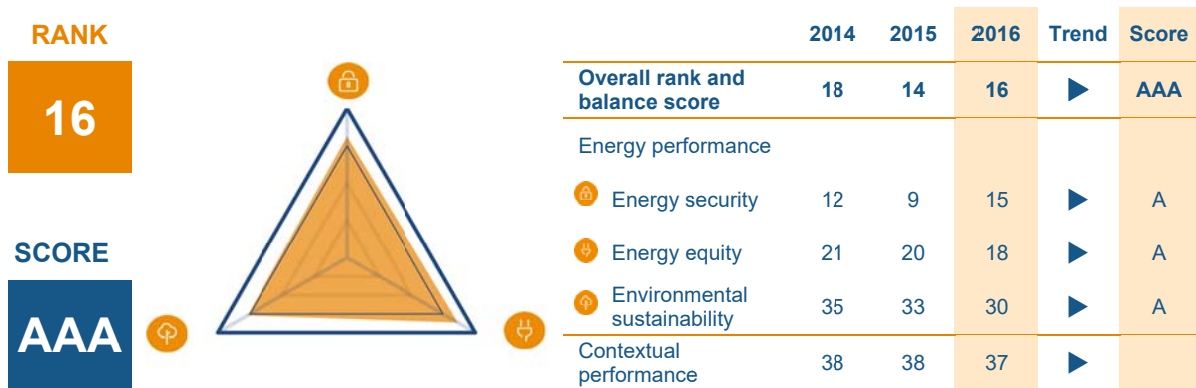 RANK
16
SCORE
AAA
2014 2015 2016 Trend Score
Overall rank and
balance score 18 14 16 AAA
Energy performance
Energy security 12 9 15 A
Energy equity 21 20 18 A
Environmental
sustainability 35 33 30 A
Contextual
performance 38 38 37